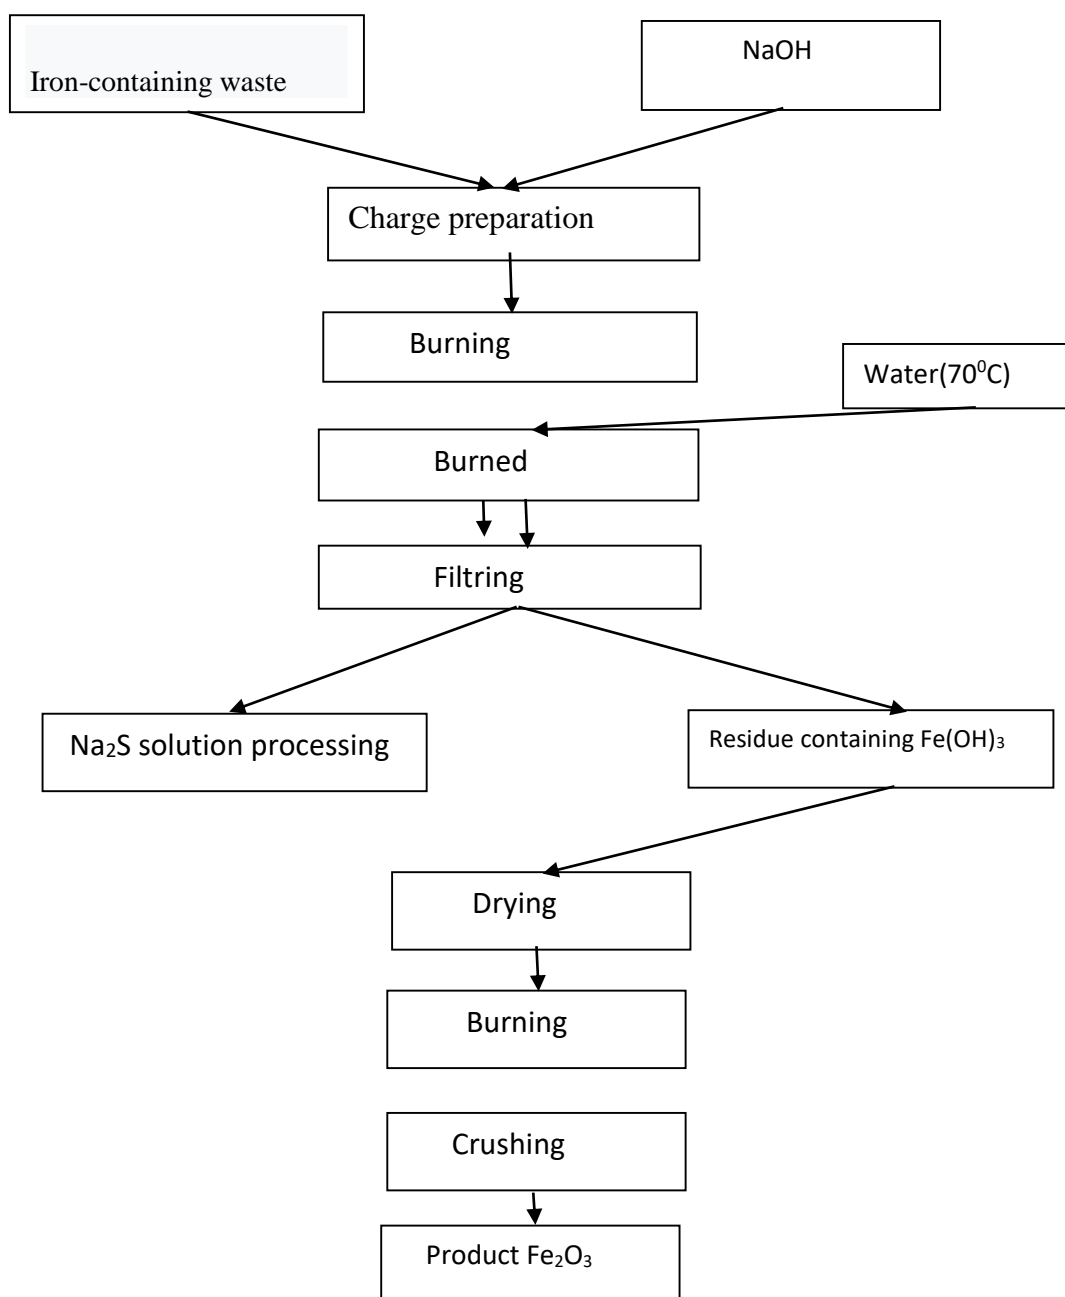 NaOH
Iron-containing waste
Charge preparation
Burning
Water(70⁰C)
Burned
Filtring
Na₂S solution processing
Residue containing Fe(OH)₃
Drying
Burning
Crushing
Product Fe₂O₃